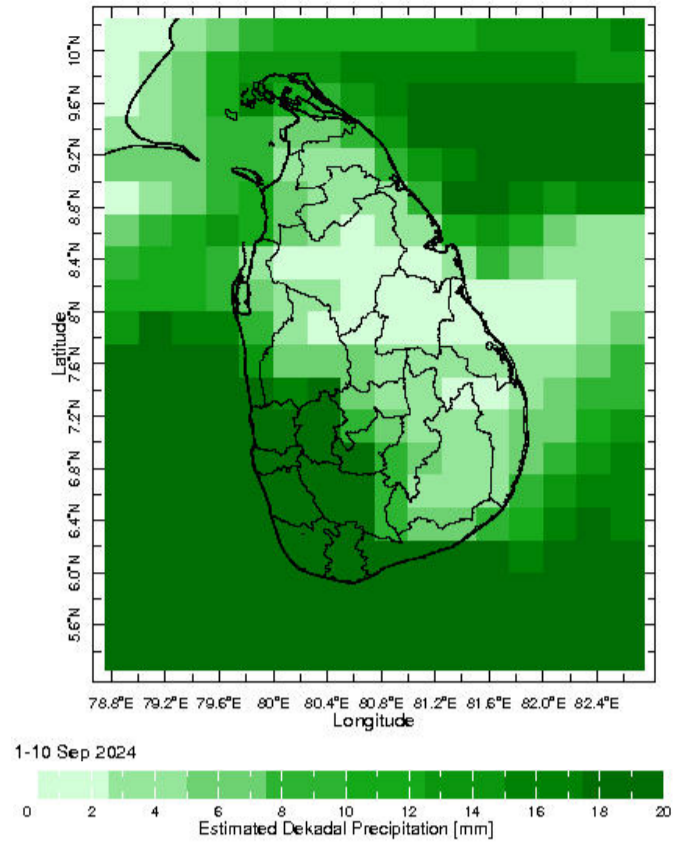 10°N
9.6°N
9.2°N
8.8°N
8.4°N
8°N
7.6°N
7.2°N
6.8°N
6.4°N
6.0°N
5.6°N
Latitude
78.8°E 79.2°E 79.6°E 80°E 80.4°E 80.8°E 81.2°E 81.6°E 82.0°E 82.4°E
Longitude
1-10 Sep 2024
0 2 4 6 8 10 12 14 16 18 20
Estimated Dekadal Precipitation [mm]